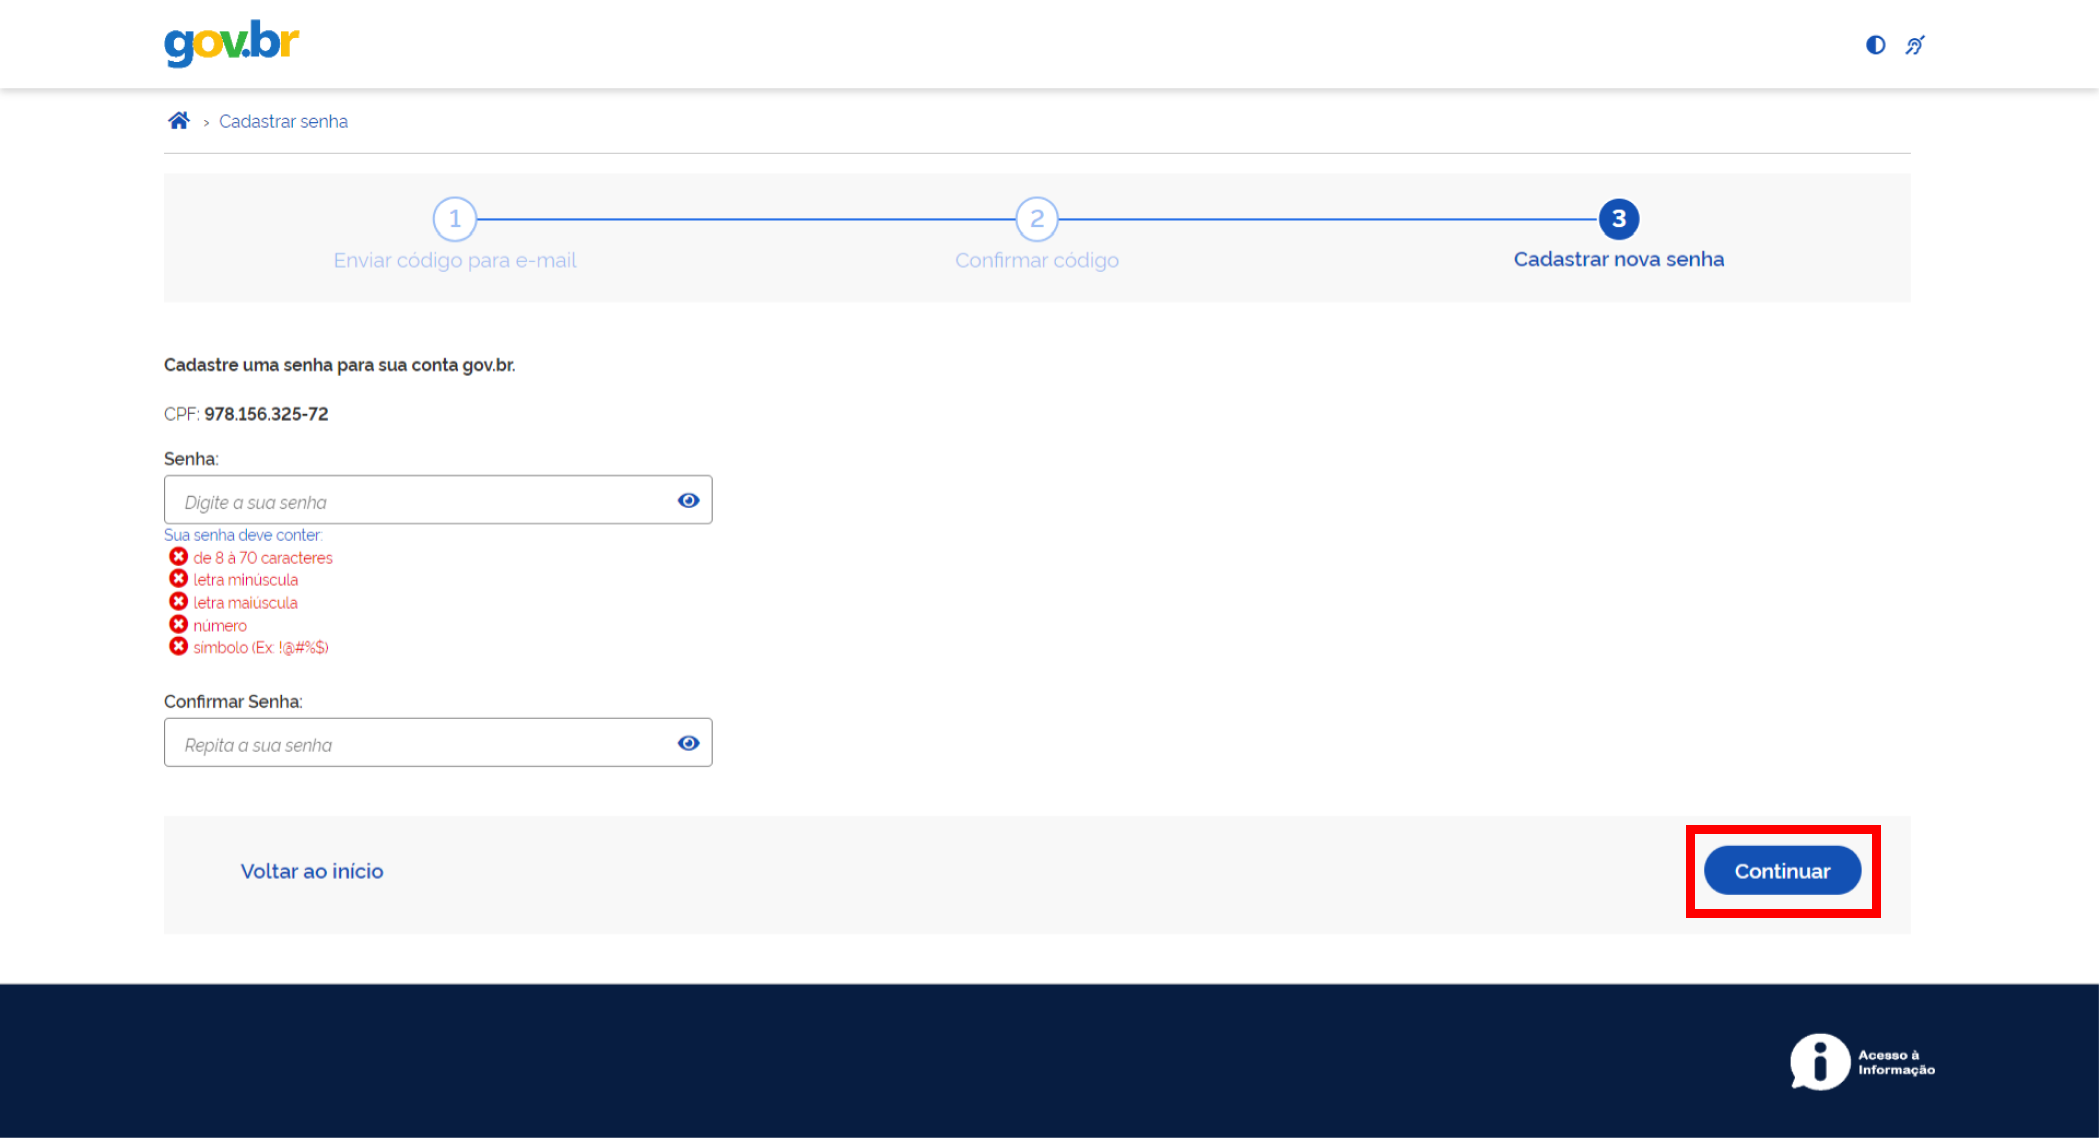 gov.br
› Cadastrar senha
1
2
3
Enviar código para e-mail
Confirmar código
Cadastrar nova senha
Cadastre uma senha para sua conta gov.br.
CPF: 978.156.325-72
Senha:
Digite a sua senha
Sua senha deve conter:
de 8 à 70 caracteres
letra minúscula
letra maiúscula
número
símbolo (Ex: !@#%$)
Confirmar Senha:
Repita a sua senha
Voltar ao início
Continuar
Acesso à
Informação